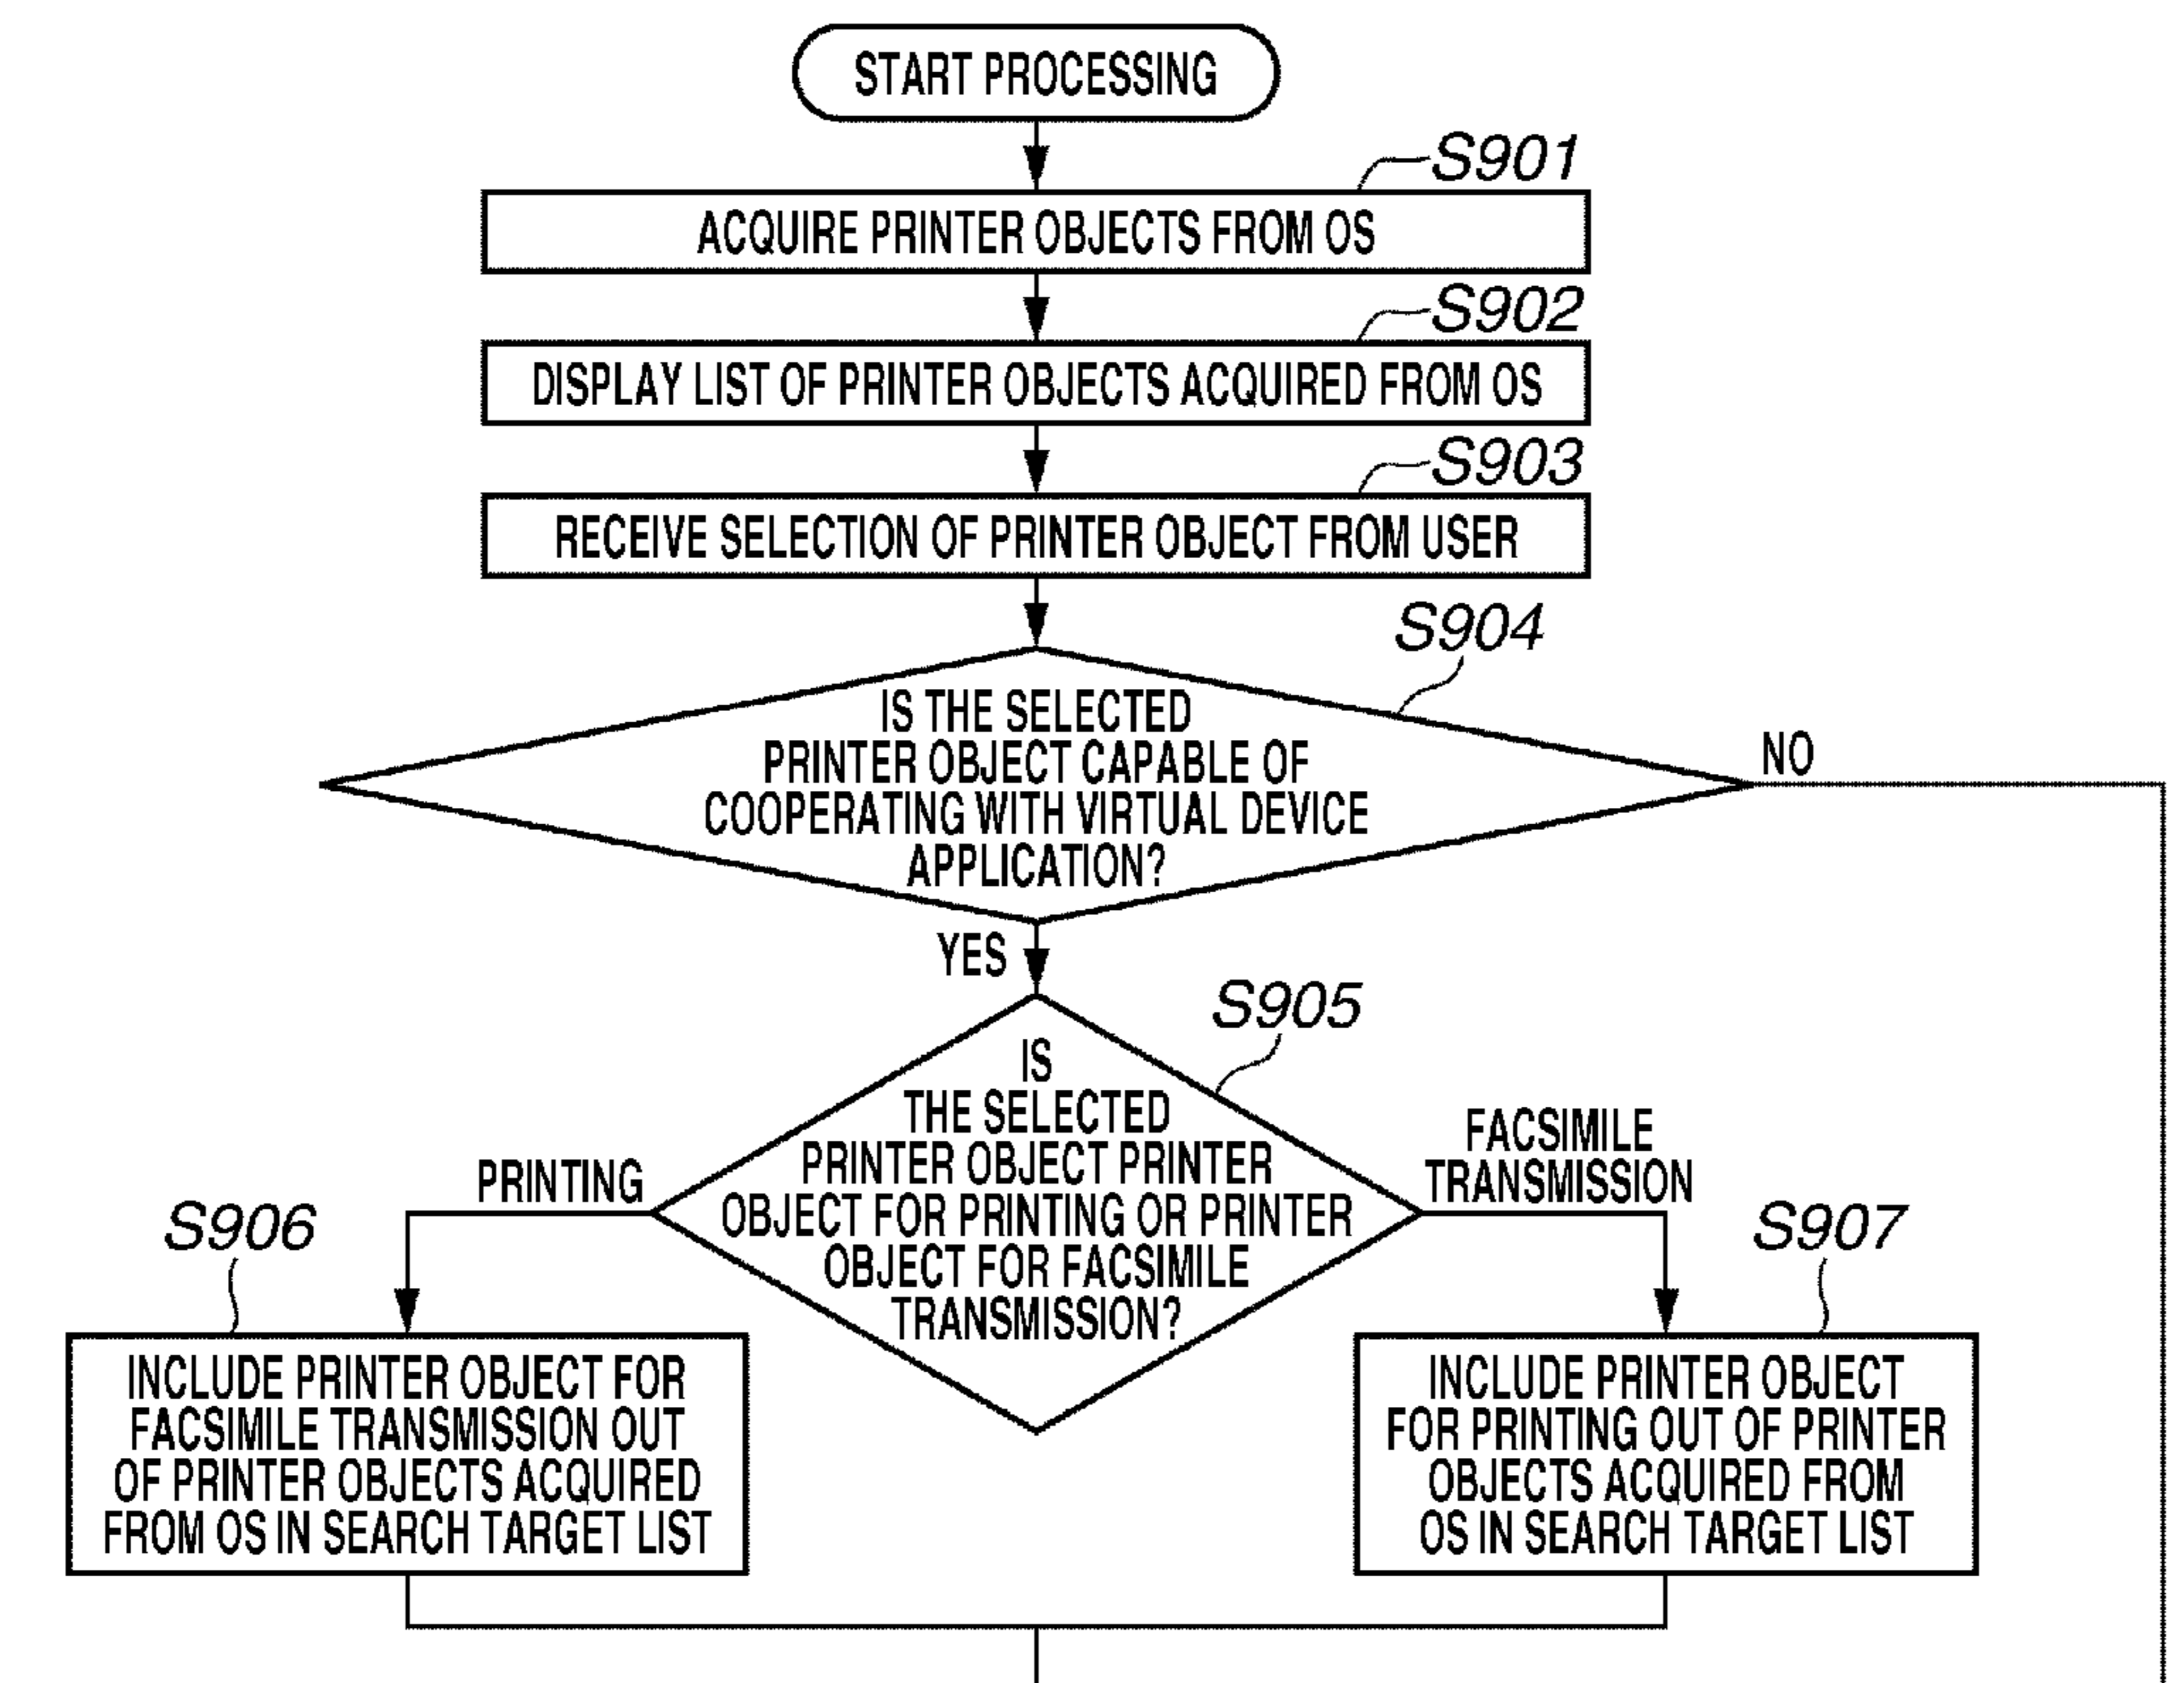 START PROCESSING
S901
ACQUIRE PRINTER OBJECTS FROM OS
S902
DISPLAY LIST OF PRINTER OBJECTS ACQUIRED FROM OS
S903
RECEIVE SELECTION OF PRINTER OBJECT FROM USER
S904
IS THE SELECTED
PRINTER OBJECT CAPABLE OF
COOPERATING WITH VIRTUAL DEVICE
APPLICATION?
NO
YES
S905
IS
THE SELECTED
PRINTER OBJECT PRINTER
OBJECT FOR PRINTING OR PRINTER
OBJECT FOR FACSIMILE
TRANSMISSION?
PRINTING
FACSIMILE
TRANSMISSION
S906
INCLUDE PRINTER OBJECT FOR
FACSIMILE TRANSMISSION OUT
OF PRINTER OBJECTS ACQUIRED
FROM OS IN SEARCH TARGET LIST
S907
INCLUDE PRINTER OBJECT
FOR PRINTING OUT OF PRINTER
OBJECTS ACQUIRED FROM
OS IN SEARCH TARGET LIST